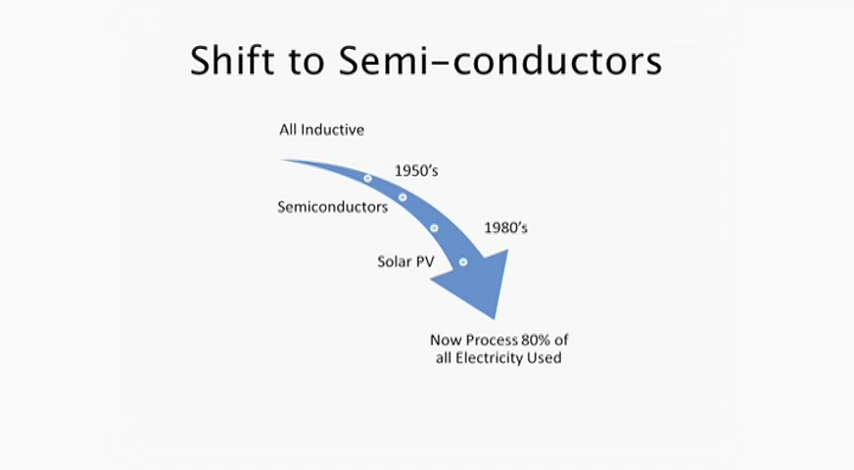 Shift to Semi-conductors
All Inductive
1950's
Semiconductors
1980's
Solar PV
Now Process 80% of
all Electricity Used